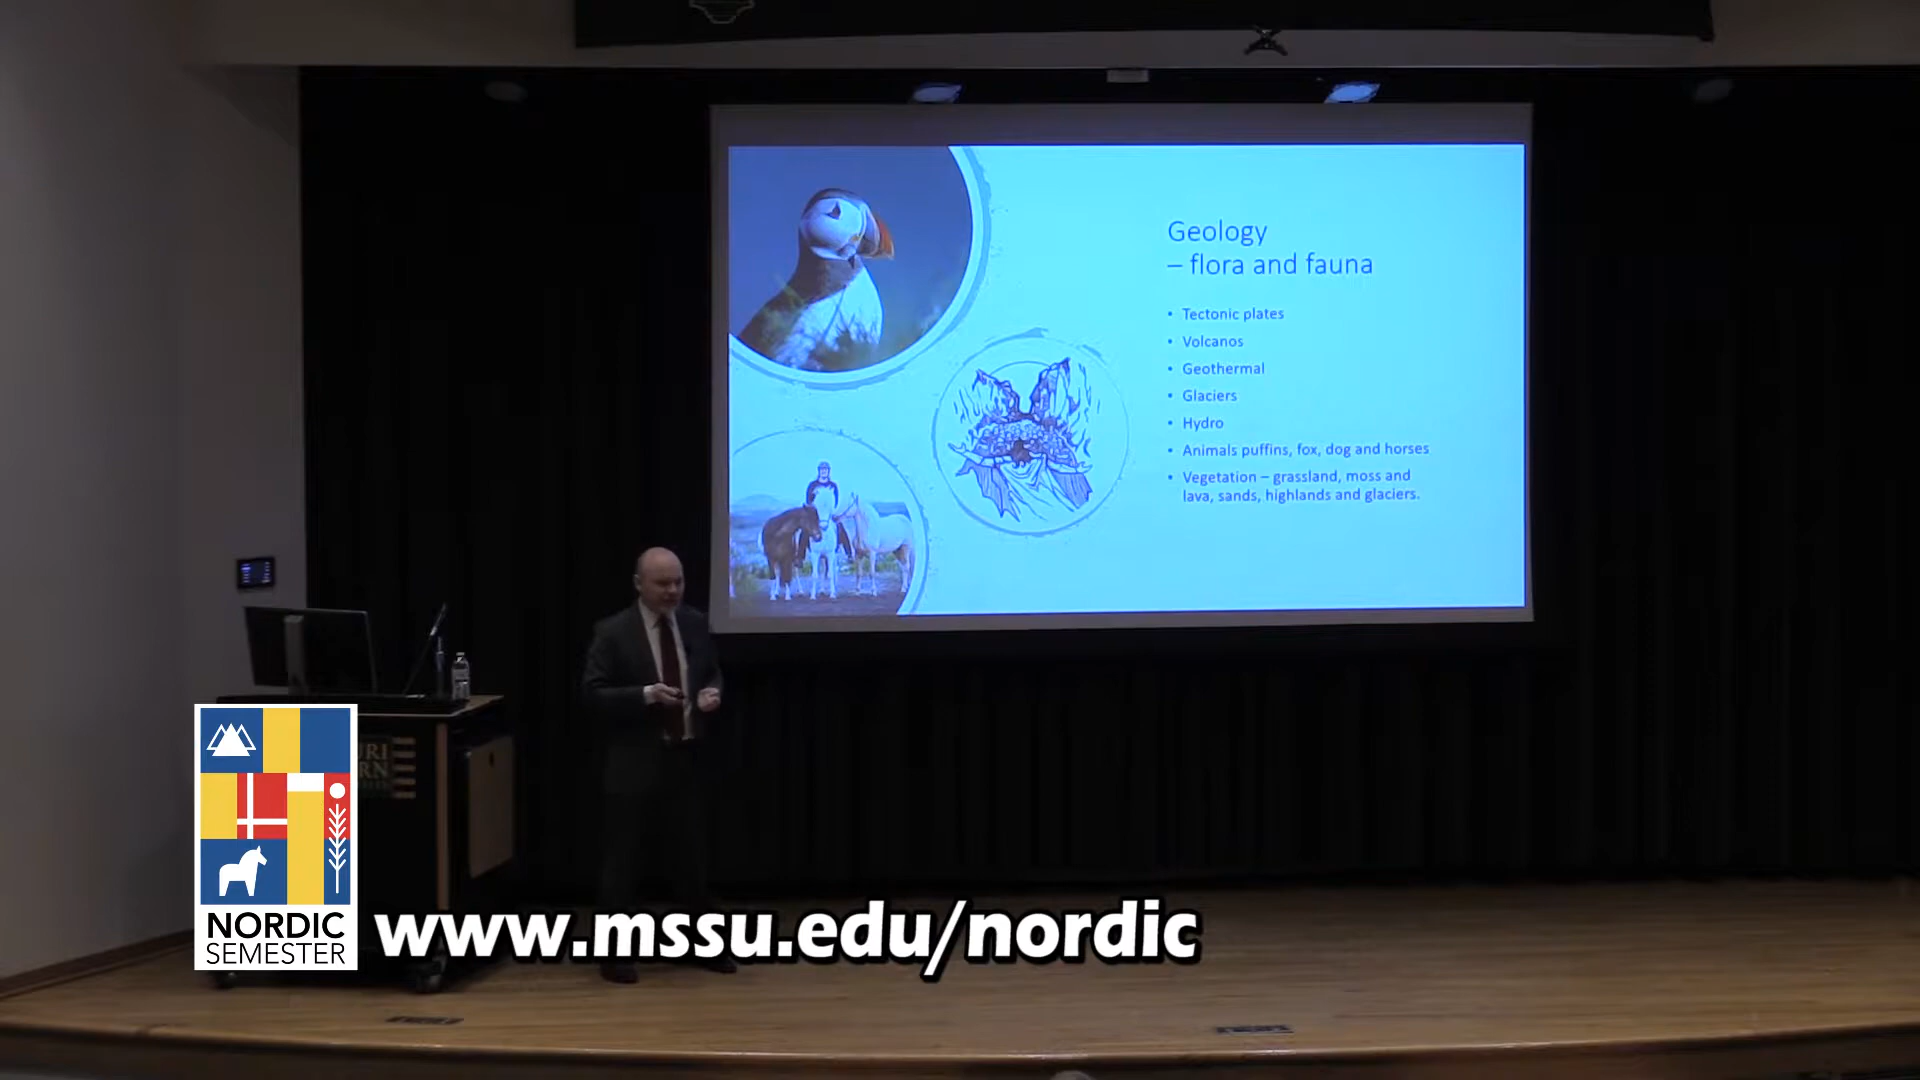 Geology
– flora and fauna
• Tectonic plates
• Volcanos
• Geothermal
• Glaciers
• Hydro
• Animals puffins, fox, dog and horses
• Vegetation – grassland, moss and
lava, sands, highlands and glaciers.
NORDIC
SEMESTER
www.mssu.edu/nordic